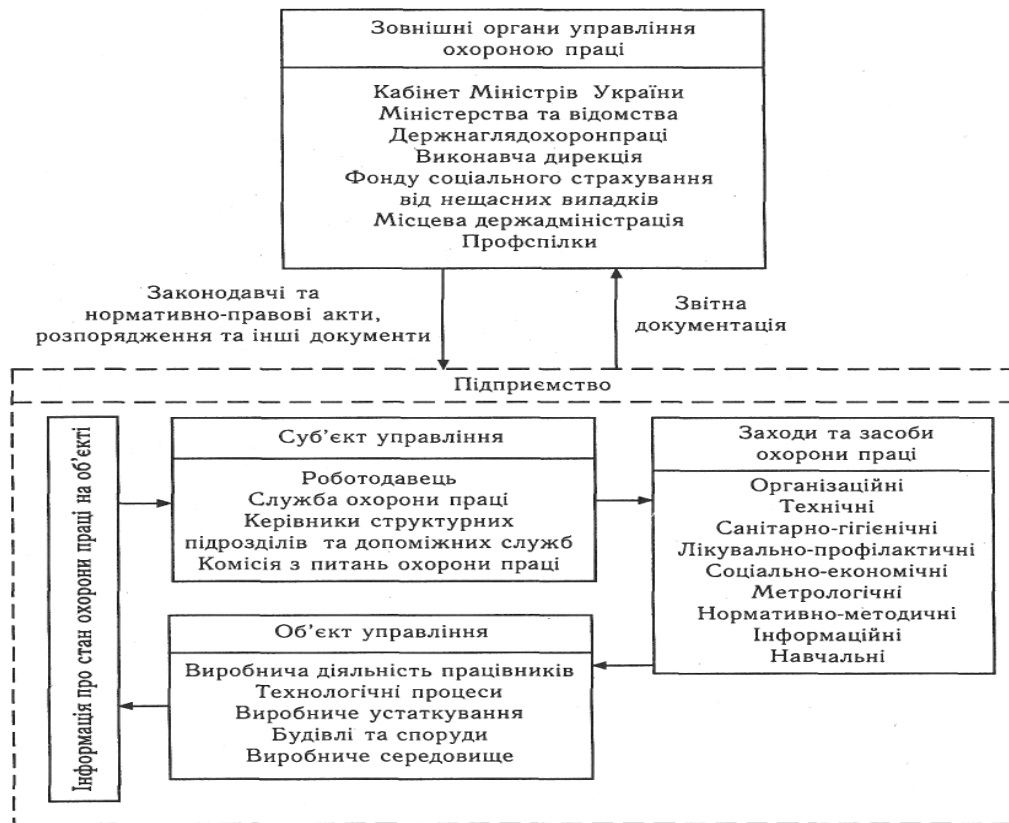 Зовнішні органи управління
охороною праці
Кабінет Міністрів України
Міністерства та відомства
Держнаглядохоронпраці
Виконавча дирекція
Фонду соціального страхування
від нещасних випадків
Місцева держадміністрація
Профспілки
Законодавчі та
нормативно-правові акти,
розпорядження та інші документи
Звітна
документація
Підприємство
Інформація про стан охорони праці на об'єкті
Суб'єкт управління
Роботодавець
Служба охорони праці
Керівники структурних
підрозділів та допоміжних служб
Комісія з питань охорони праці
Заходи та засоби
охорони праці
Організаційні
Технічні
Санітарно-гігієнічні
Лікувально-профілактичні
Соціально-економічні
Метрологічні
Нормативно-методичні
Інформаційні
Навчальні
Об'єкт управління
Виробнича діяльність працівників
Технологічні процеси
Виробниче устаткування
Будівлі та споруди
Виробниче середовище